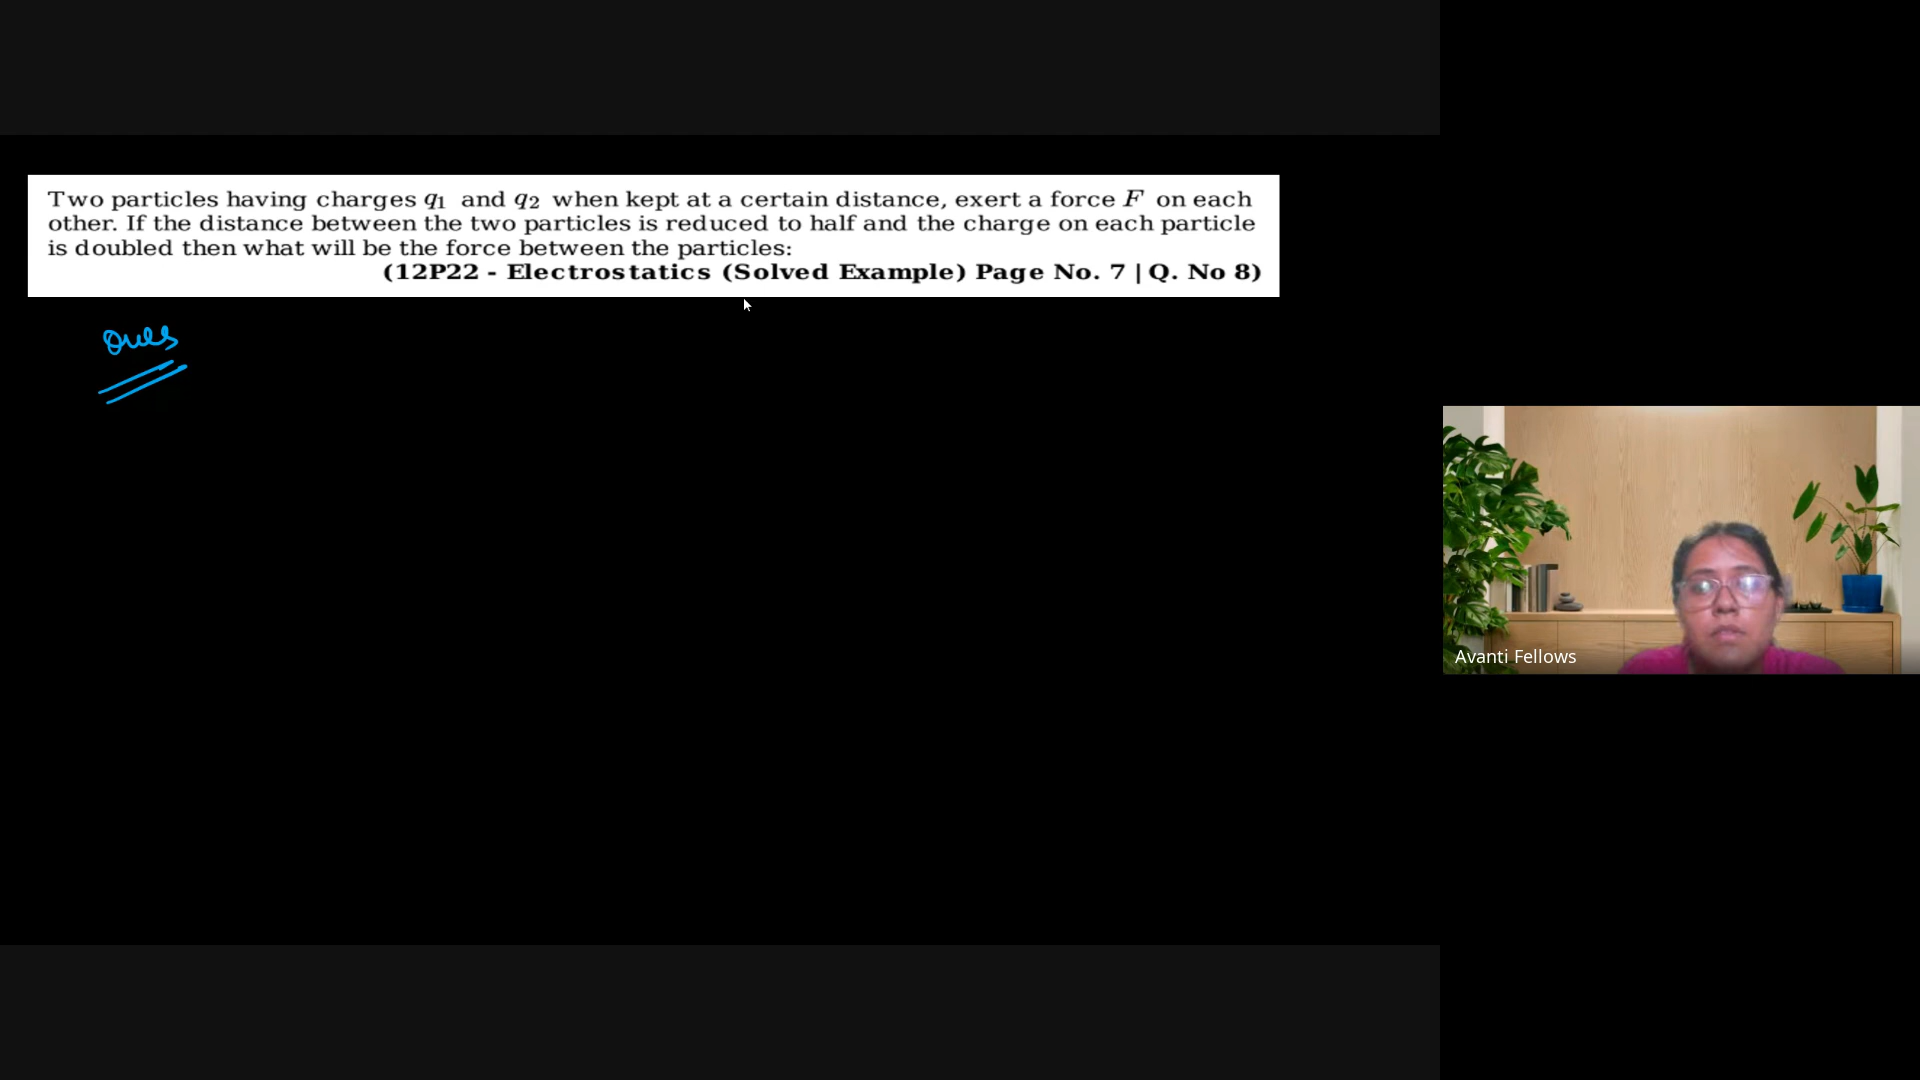 Two particles having charges q₁ and q₂ when kept at a certain distance, exert a force F on each
other. If the distance between the two particles is reduced to half and the charge on each particle
is doubled then what will be the force between the particles:
(12P22 - Electrostatics (Solved Example) Page No. 7 | Q. No 8)
Ques
Avanti Fellows